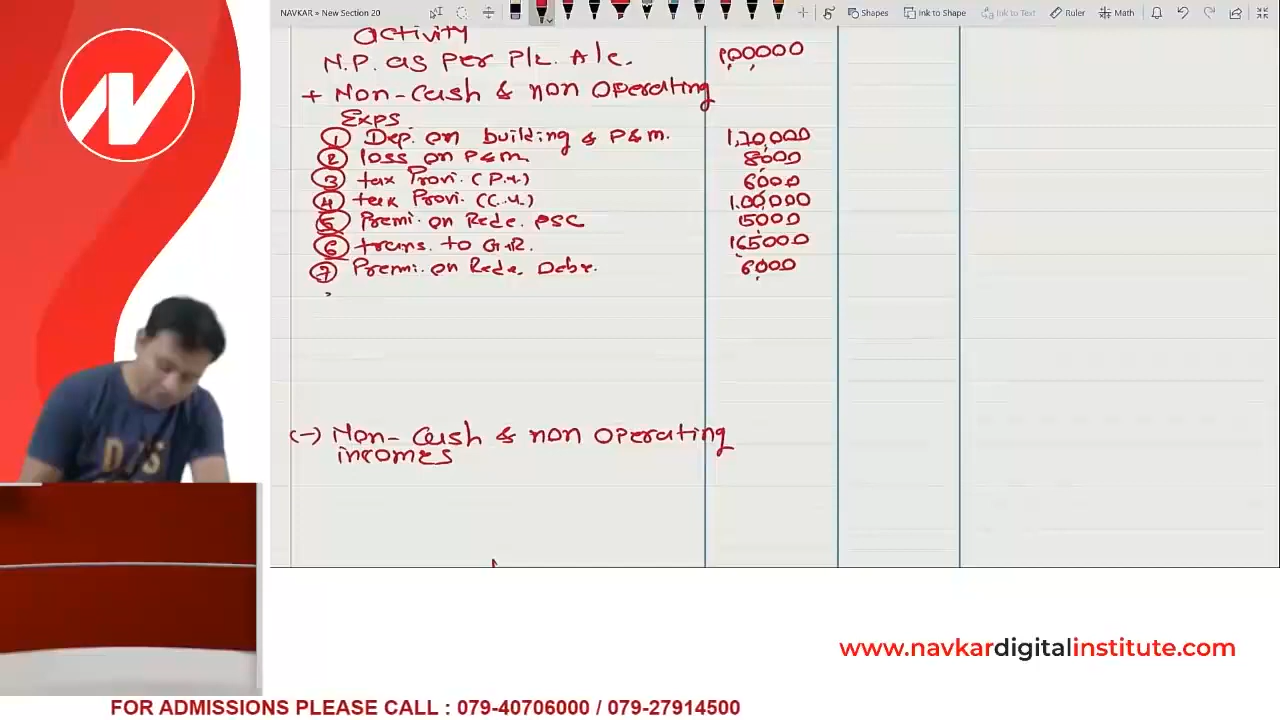 NAVKAR » New Section 20
Shapes Ink to Shape Ink to Text Ruler Math
activity
N.P. as per P/L. A/c. 100000
+ Non-Cash & non Operating
Exps
① Dep. on building & P&M. 1,20,000
② loss on P&M 8000
③ tax Provi. (P.Y.) 6000
④ tax Provi. (C.Y.) 1,00,000
⑤ Premi. on Rede. PSC 15000
⑥ trans. to G.R. 165000
⑦ Premi. on Rede. Debe. 6000
(-) Non-Cash & non Operating
incomes
N
www.navkardigitalinstitute.com
FOR ADMISSIONS PLEASE CALL : 079-40706000 / 079-27914500